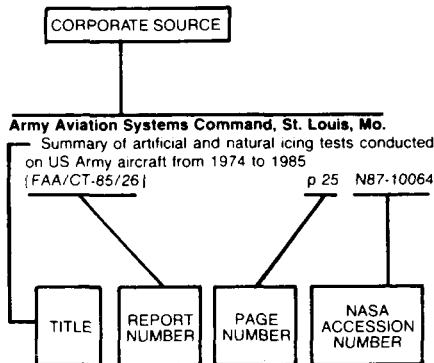 CORPORATE SOURCE
Army Aviation Systems Command, St. Louis, Mo.
Summary of artificial and natural icing tests conducted
on US Army aircraft from 1974 to 1985
[FAA/CT-85/26] p 25 N87-10064
TITLE
REPORT
NUMBER
PAGE
NUMBER
NASA
ACCESSION
NUMBER